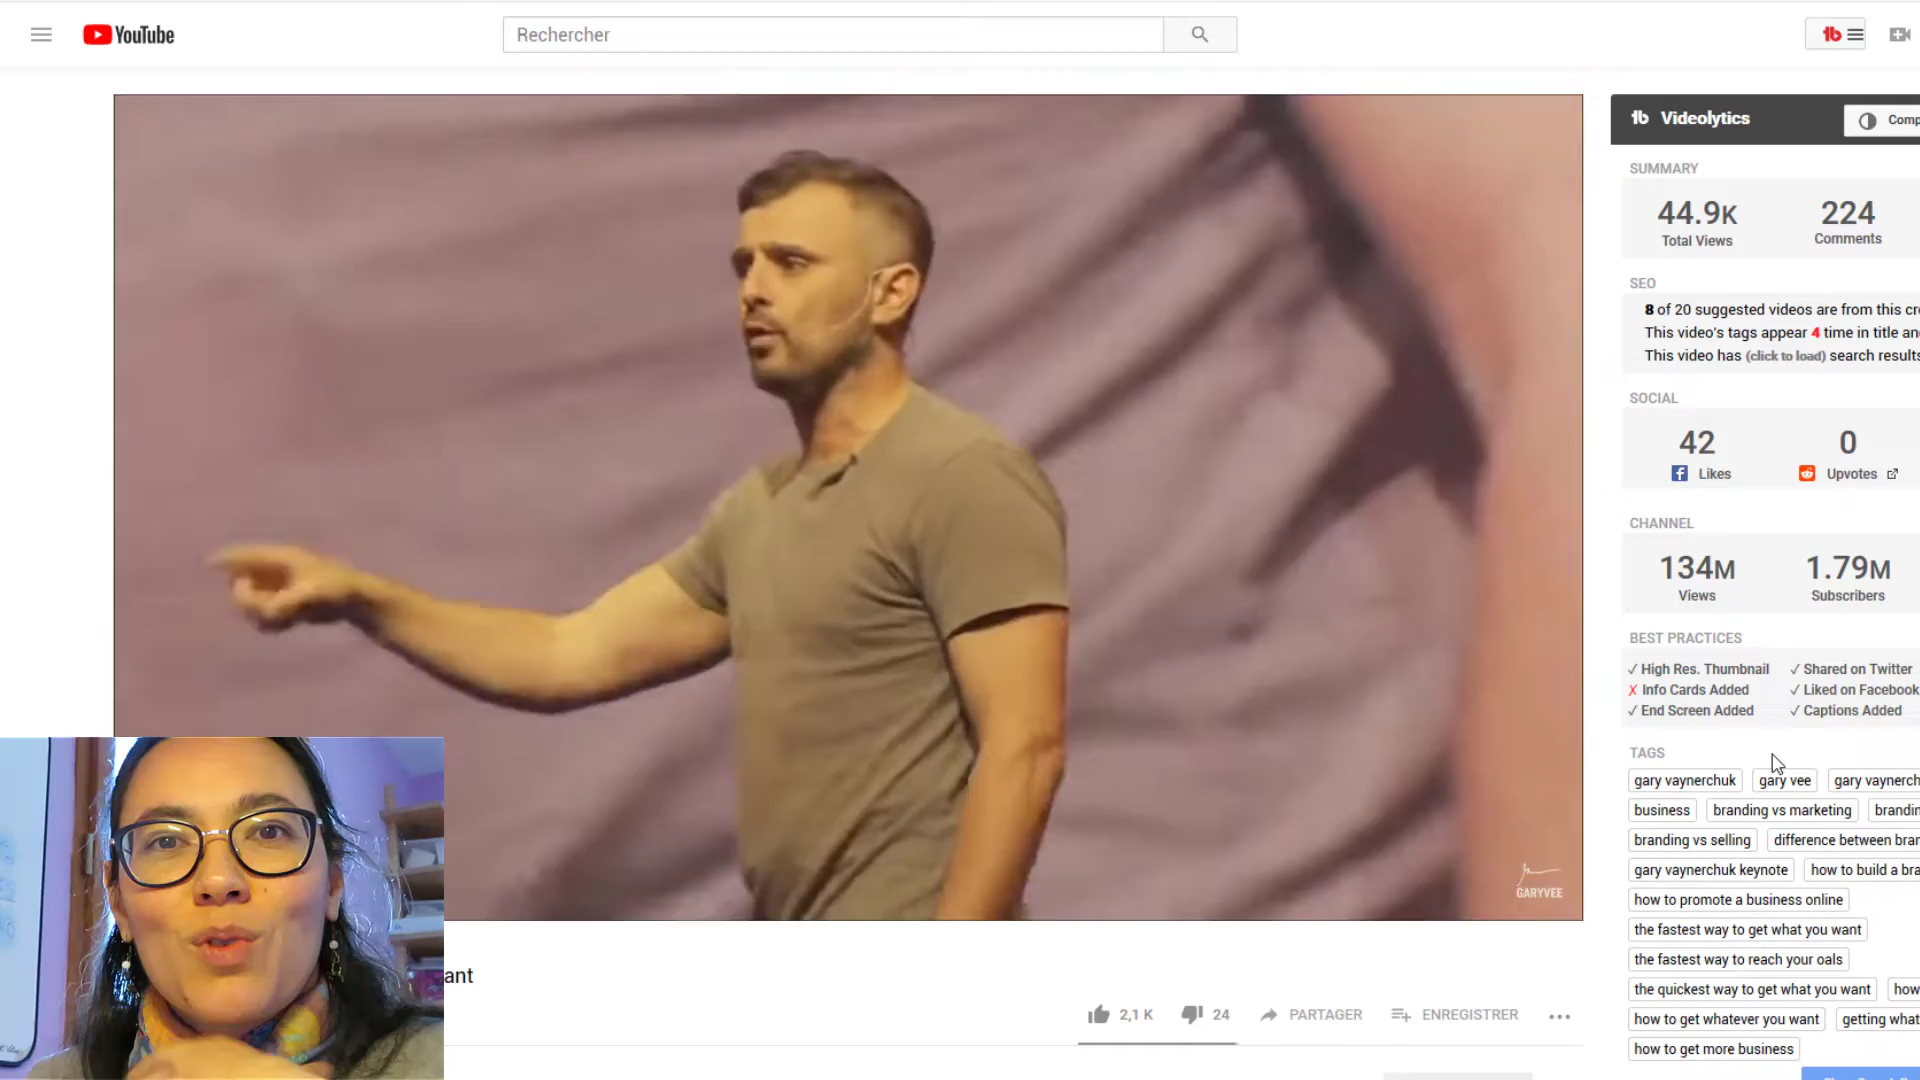 YouTube
Rechercher
Videolytics
Comp
SUMMARY
44.9K
224
Total Views
Comments
SEO
8 of 20 suggested videos are from this cr
This video's tags appear 4 time in title an
This video has (click to load) search results
SOCIAL
42
0
Likes
Upvotes
CHANNEL
134M
1.79M
Views
Subscribers
BEST PRACTICES
✓ High Res. Thumbnail ✓ Shared on Twitter
✗ Info Cards Added ✓ Liked on Facebook
✓ End Screen Added ✓ Captions Added
TAGS
gary vaynerchuk gary vee gary vaynerch
business branding vs marketing brandin
branding vs selling difference between bran
gary vaynerchuk keynote how to build a bra
how to promote a business online
the fastest way to get what you want
the fastest way to reach your oals
the quickest way to get what you want how
how to get whatever you want getting what
how to get more business
GARYVEE
ant
2,1 K 24 PARTAGER ENREGISTRER